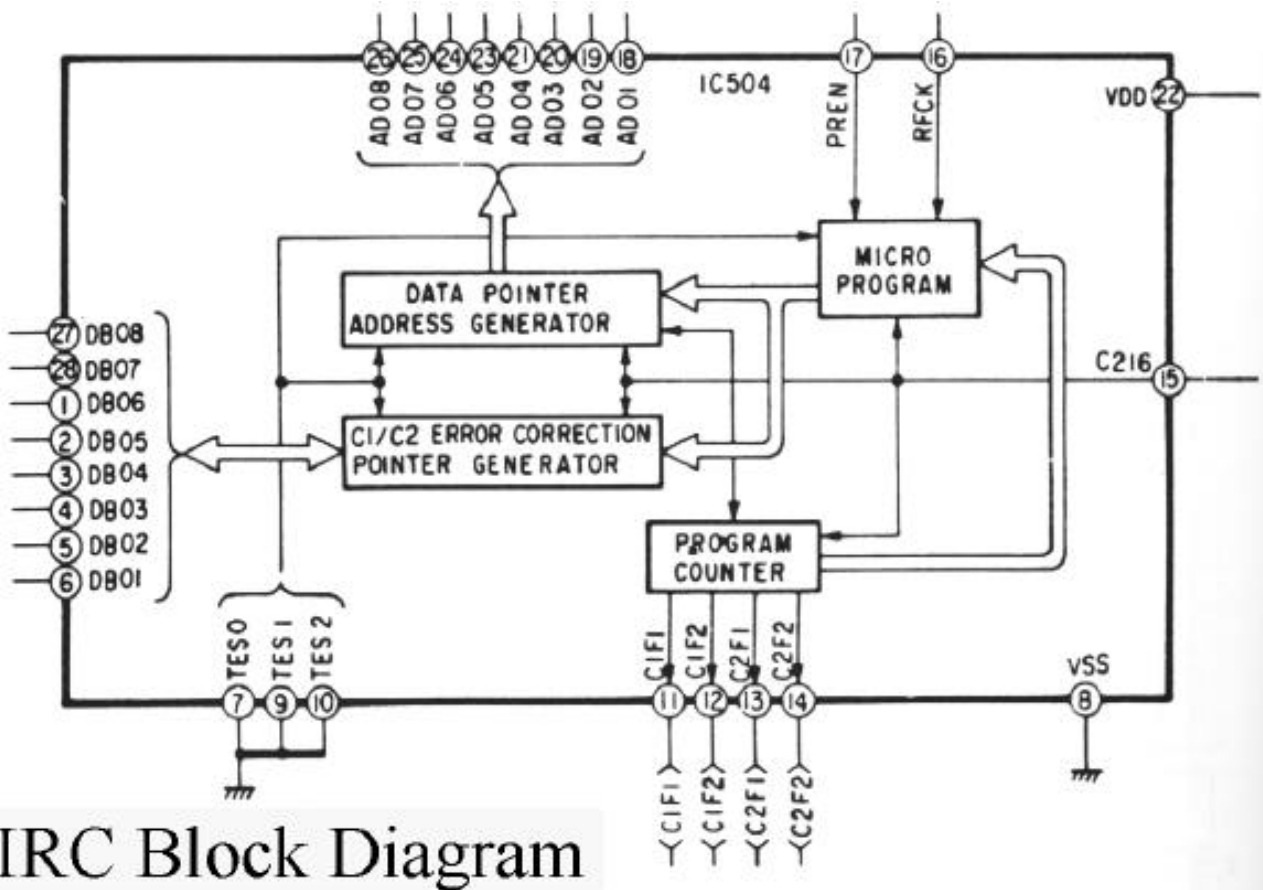 26 25 24 23 21 20 19 18
AD08 AD07 AD06 AD05 AD04 AD03 AD02 AD01
IC504
17 16
PREN RFCK
VDD 22
MICRO
PROGRAM
DATA POINTER
ADDRESS GENERATOR
27 DB08
28 DB07
1 DB06
2 DB05
3 DB04
4 DB03
5 DB02
6 DB01
C216
15
C1/C2 ERROR CORRECTION
POINTER GENERATOR
PROGRAM
COUNTER
TES0 TES1 TES2
7 9 10
C1F1 C1F2 C2F1 C2F2
11 12 13 14
VSS
8
<C1F1> <C1F2> <C2F1> <C2F2>
IRC Block Diagram